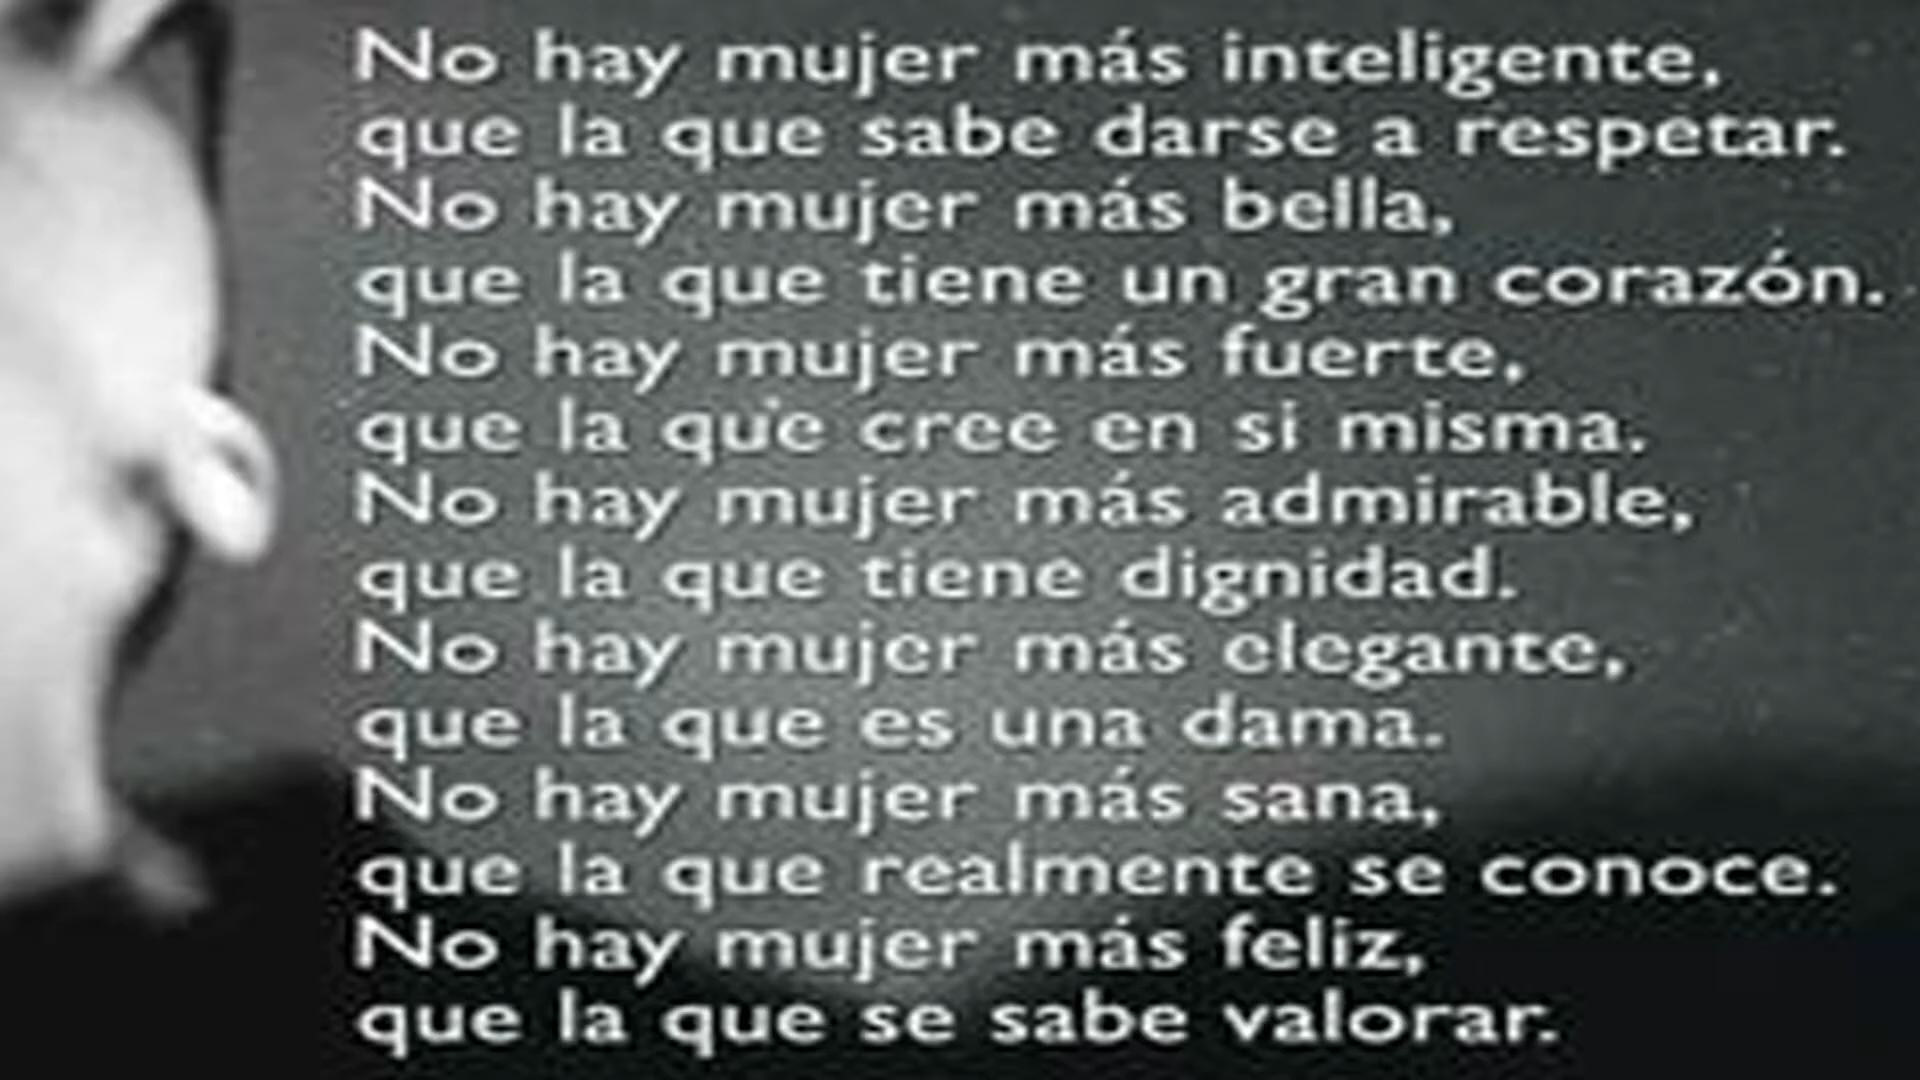 No hay mujer más inteligente,
que la que sabe darse a respetar.
No hay mujer más bella,
que la que tiene un gran corazón.
No hay mujer más fuerte,
que la que cree en si misma.
No hay mujer más admirable,
que la que tiene dignidad.
No hay mujer más elegante,
que la que es una dama.
No hay mujer más sana,
que la que realmente se conoce.
No hay mujer más feliz,
que la que se sabe valorar.